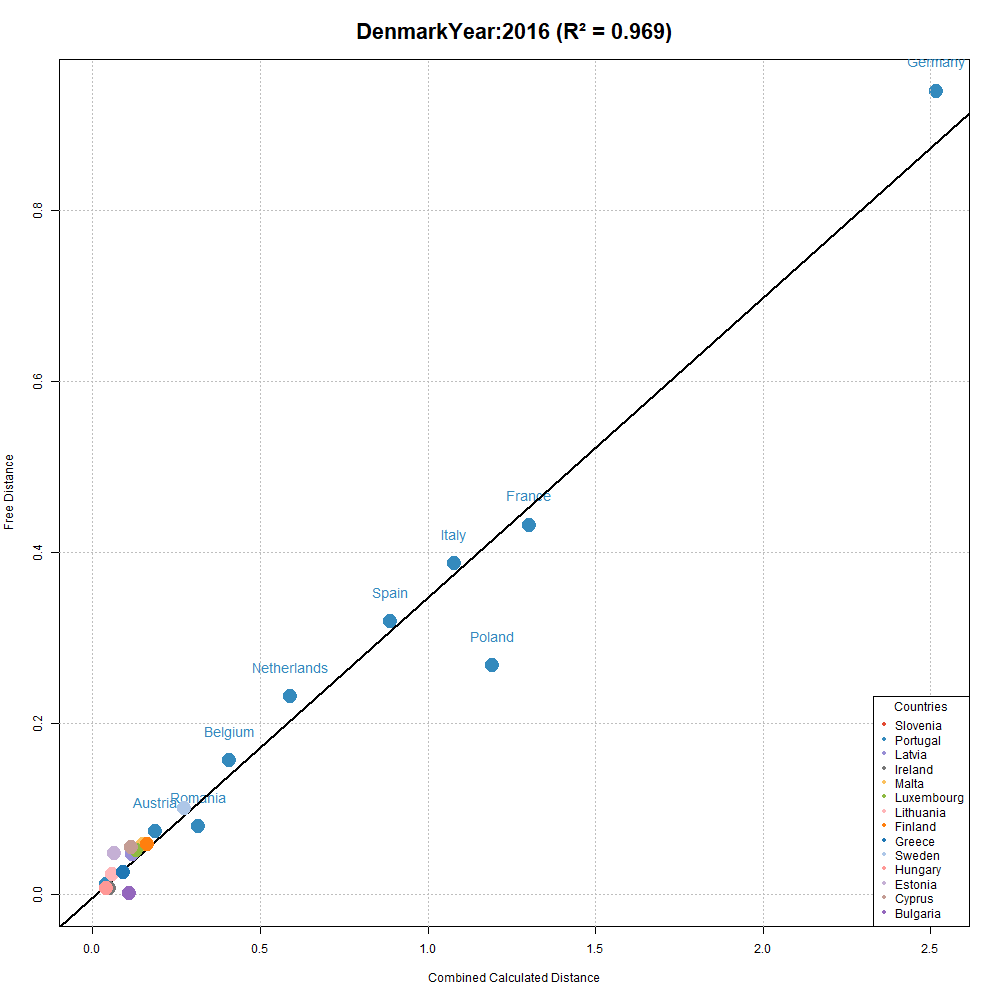 DenmarkYear:2016 (R² = 0.969)
Germany
France
Italy
Spain
Poland
Netherlands
Belgium
Romania
Austria
Free Distance
0.0
0.2
0.4
0.6
0.8
0.0
0.5
1.0
1.5
2.0
2.5
Combined Calculated Distance
Countries
Slovenia
Portugal
Latvia
Ireland
Malta
Luxembourg
Lithuania
Finland
Greece
Sweden
Hungary
Estonia
Cyprus
Bulgaria